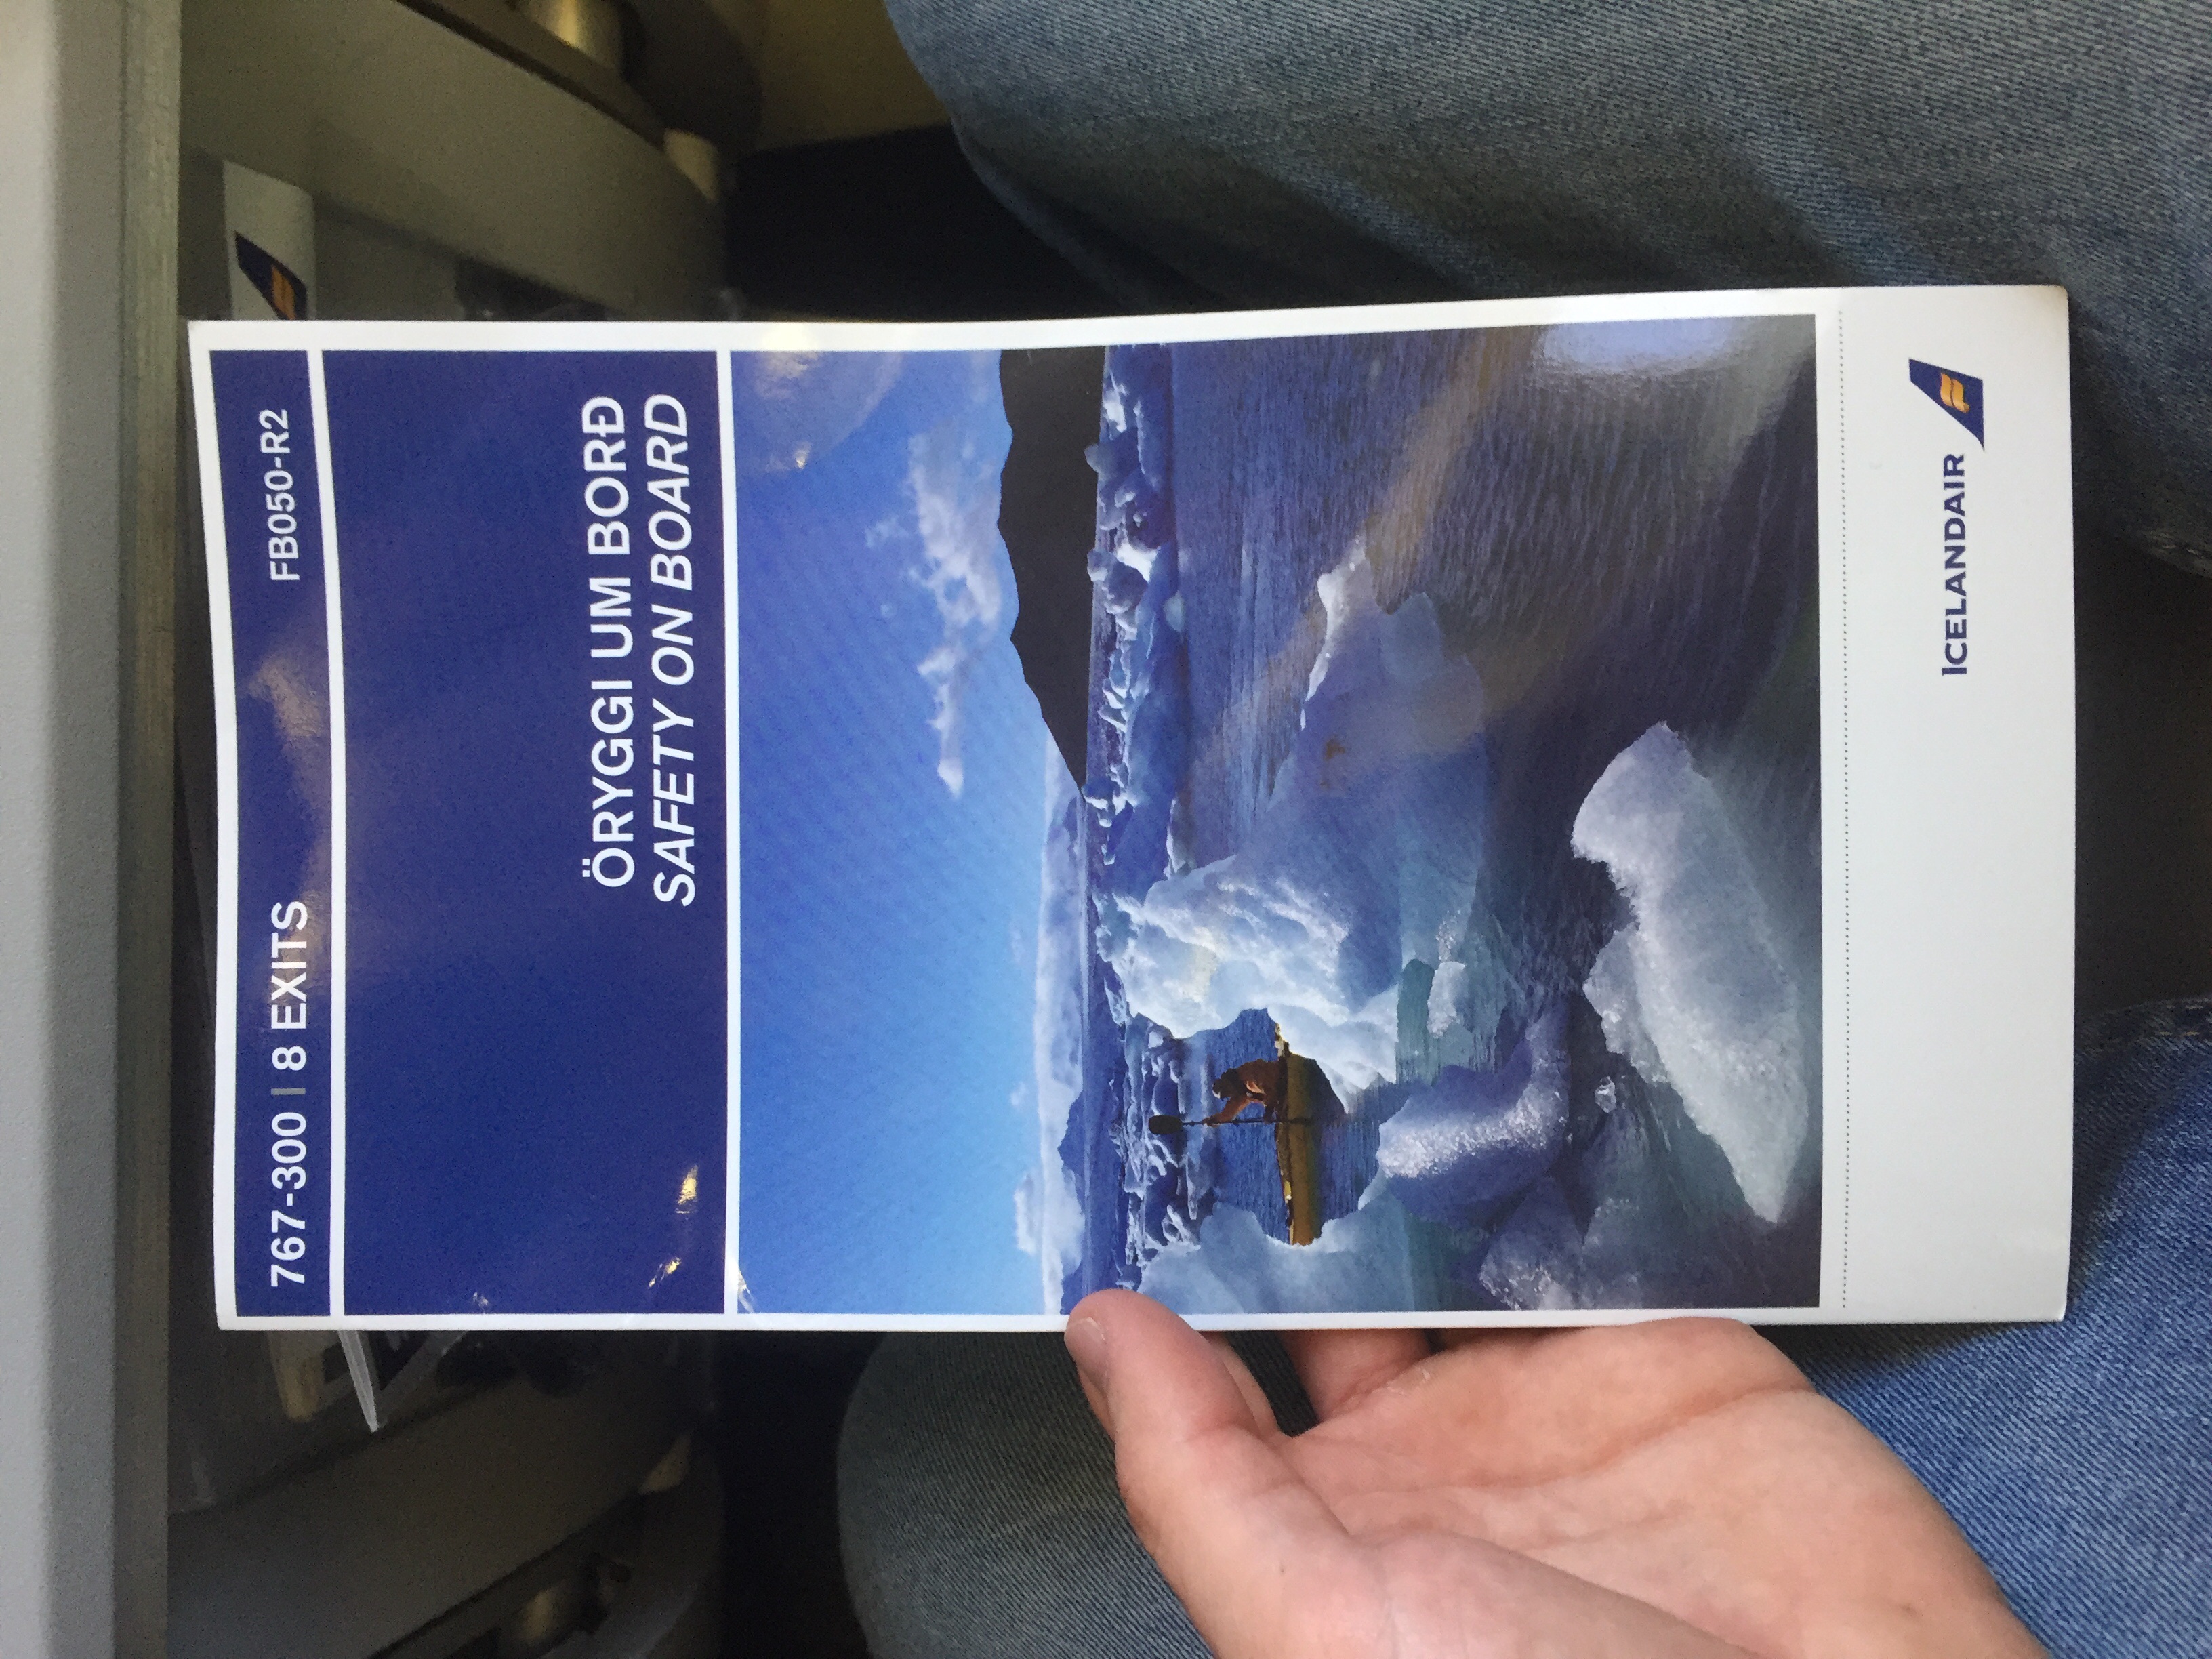 767-300 | 8 EXITS
FB050-R2
ÖRYGGI UM BORÐ
SAFETY ON BOARD
ICELANDAIR